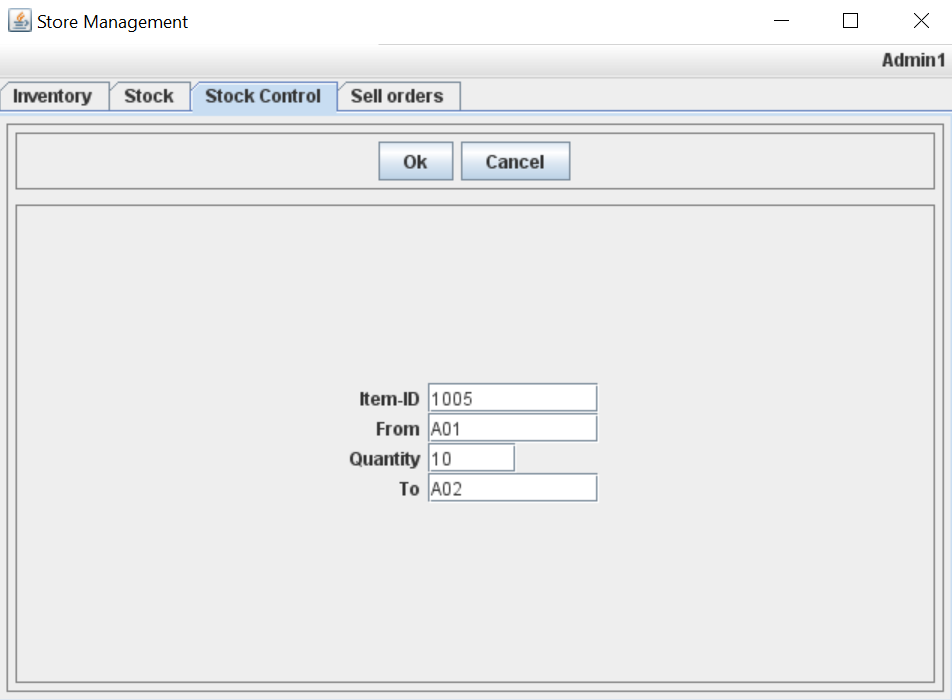 Store Management
Admin1
Inventory Stock Stock Control Sell orders
Ok Cancel
Item-ID 1005
From A01
Quantity 10
To A02